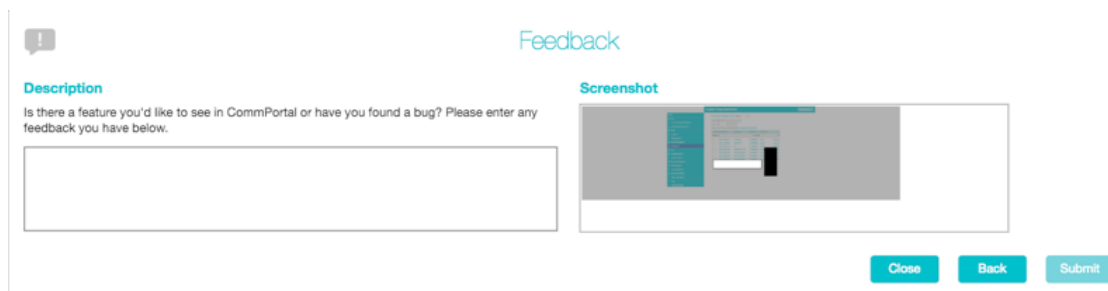 Feedback
Description
Is there a feature you'd like to see in CommPortal or have you found a bug? Please enter any
feedback you have below.
Screenshot
Close
Back
Submit